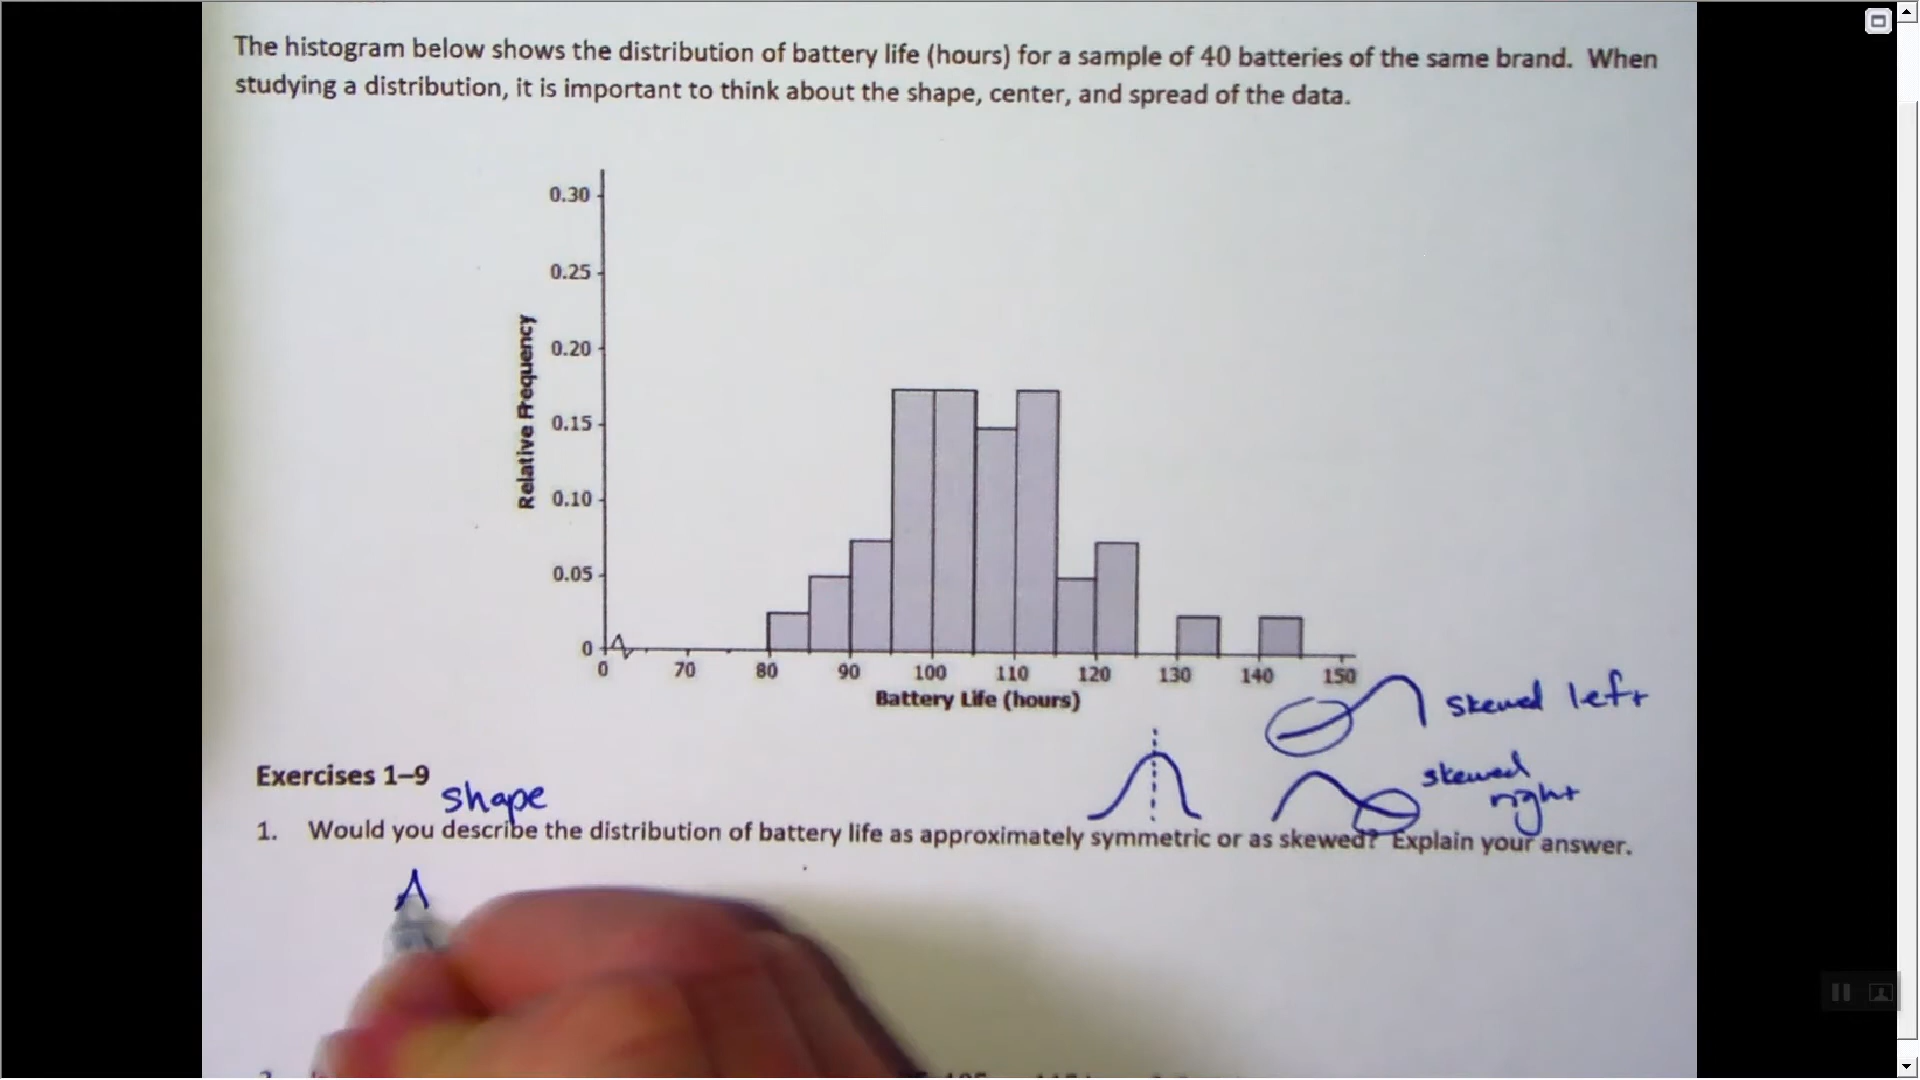 The histogram below shows the distribution of battery life (hours) for a sample of 40 batteries of the same brand. When
studying a distribution, it is important to think about the shape, center, and spread of the data.
0.30
0.25
0.20
0.15
0.10
0.05
0
Relative Frequency
0 70 80 90 100 110 120 130 140 150
Battery Life (hours)
skewed left
skewed
right
Exercises 1–9
shape
1. Would you describe the distribution of battery life as approximately symmetric or as skewed? Explain your answer.
A